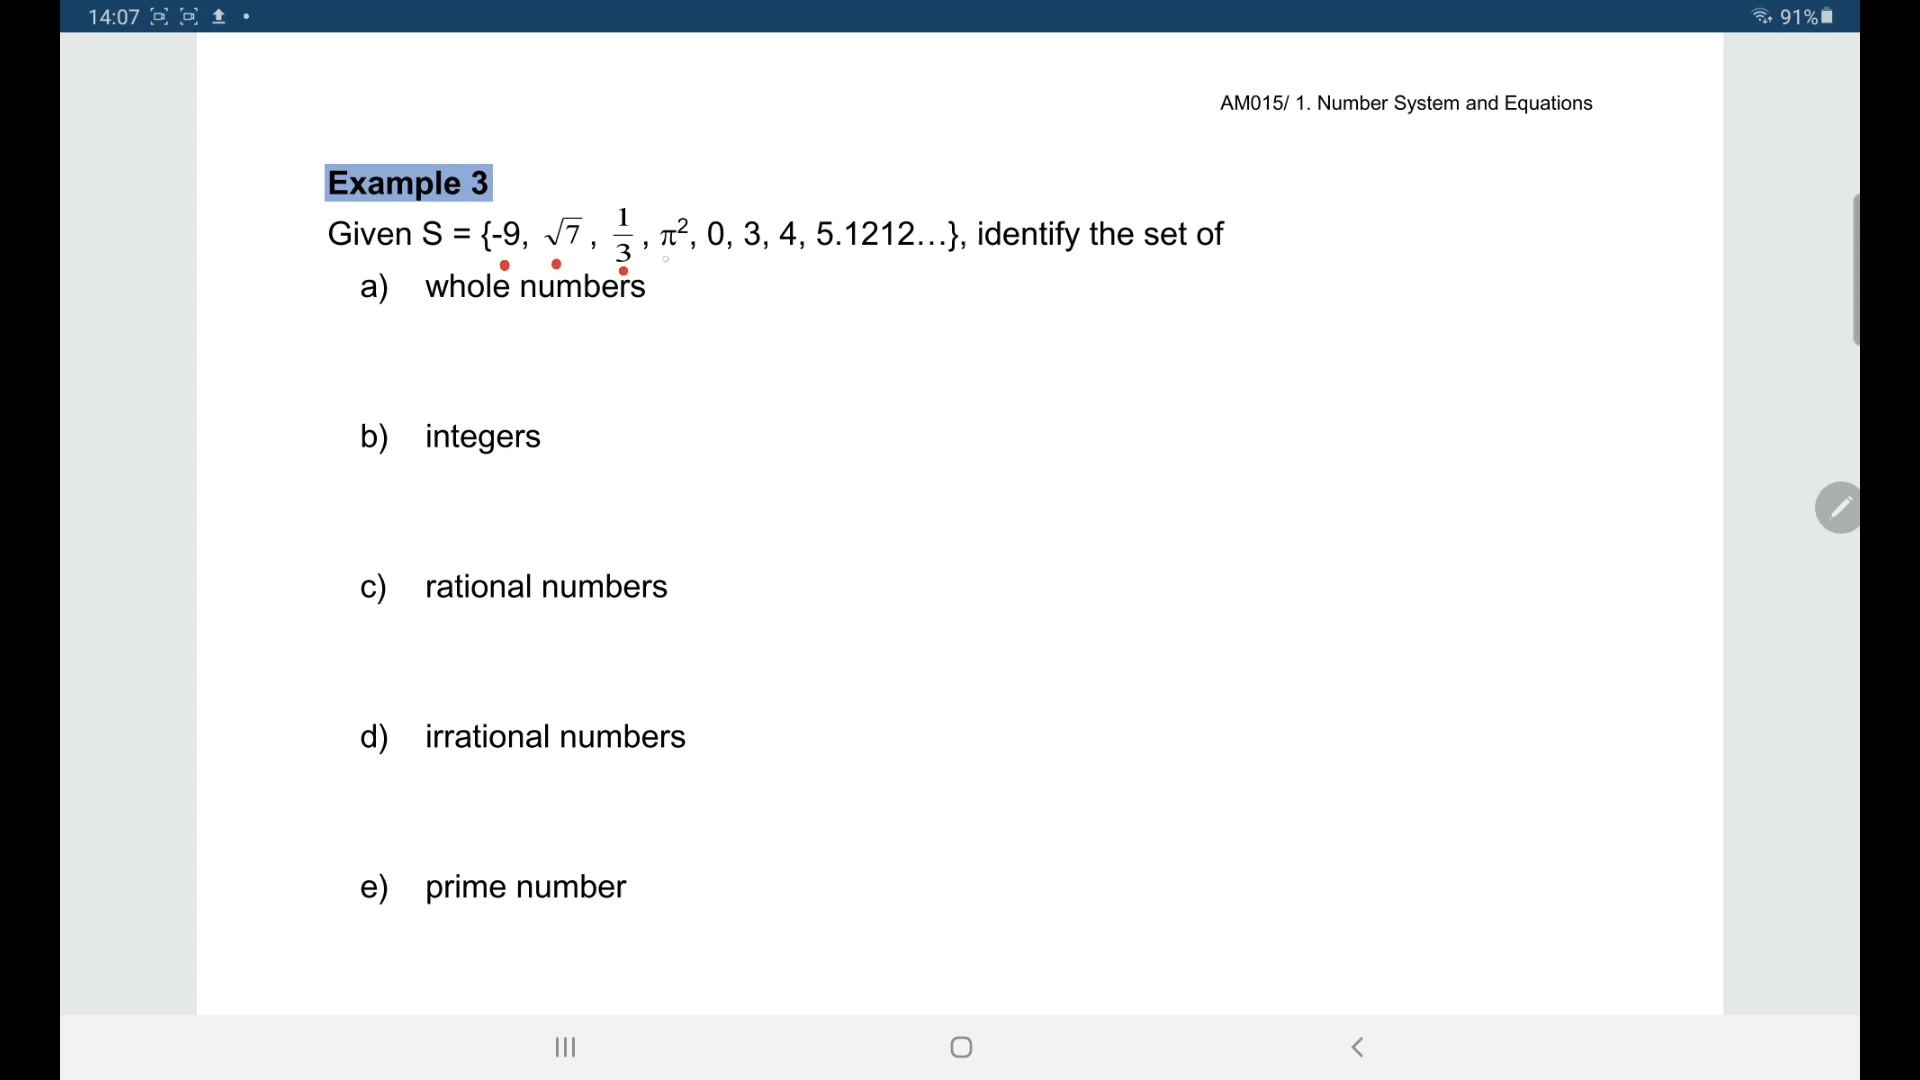 14:07 91%
AM015/ 1. Number System and Equations
Example 3
Given S = {-9, √7, 1/3, π², 0, 3, 4, 5.1212…}, identify the set of
a) whole numbers
b) integers
c) rational numbers
d) irrational numbers
e) prime number